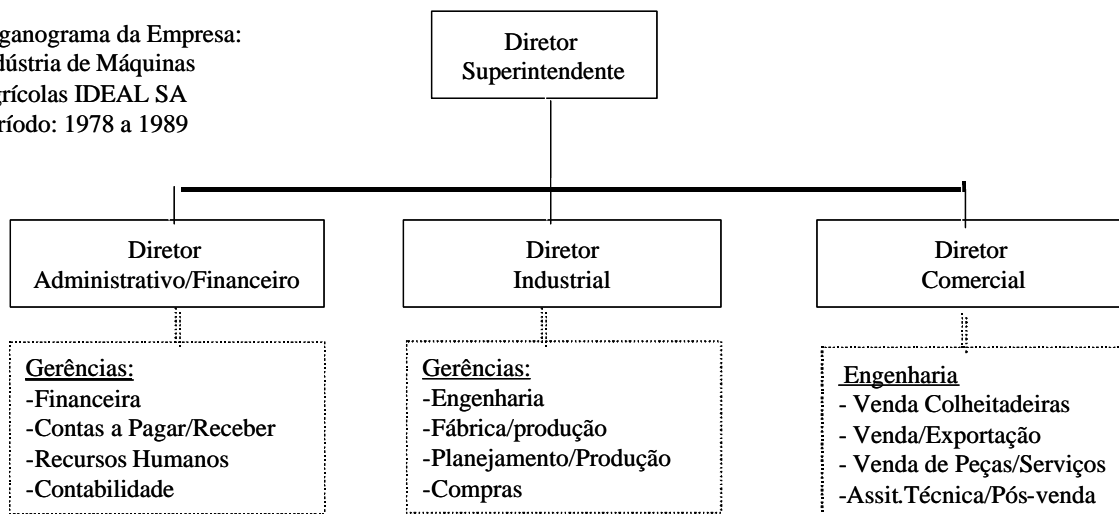 ganograma da Empresa:
dústria de Máquinas
grícolas IDEAL SA
ríodo: 1978 a 1989
Diretor
Superintendente
Diretor
Administrativo/Financeiro
Diretor
Industrial
Diretor
Comercial
Gerências:
-Financeira
-Contas a Pagar/Receber
-Recursos Humanos
-Contabilidade
Gerências:
-Engenharia
-Fábrica/produção
-Planejamento/Produção
-Compras
Engenharia
- Venda Colheitadeiras
- Venda/Exportação
- Venda de Peças/Serviços
-Assit.Técnica/Pós-venda